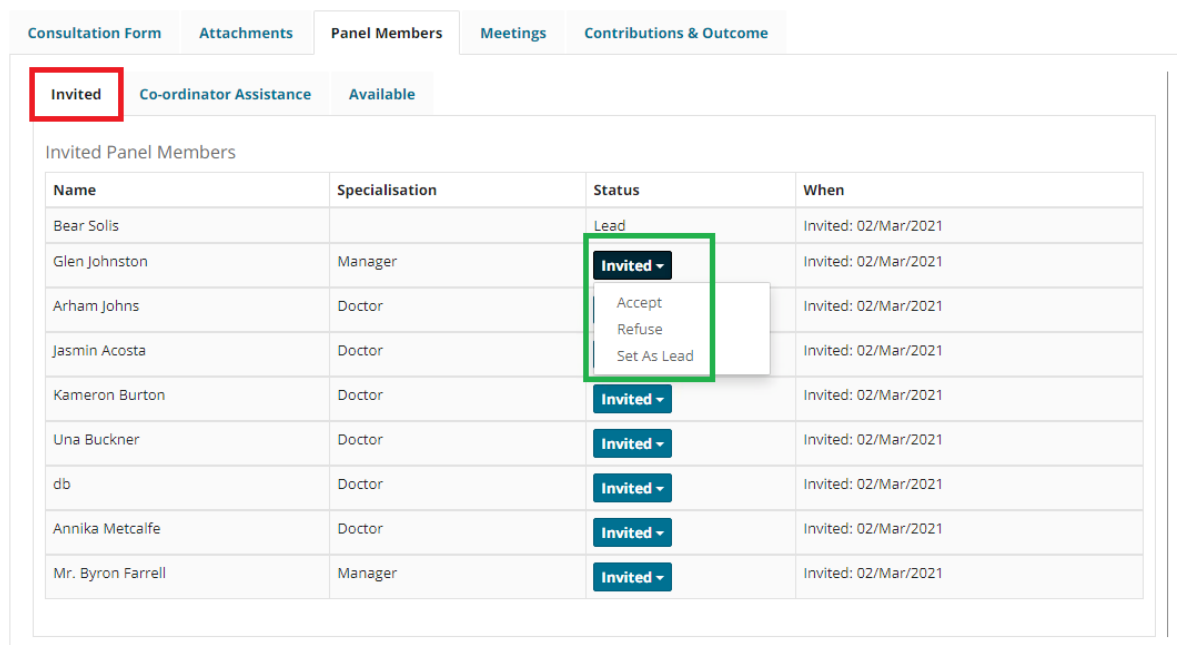 Consultation Form Attachments Panel Members Meetings Contributions & Outcome
Invited Co-ordinator Assistance Available
Invited Panel Members
Name Specialisation Status When
Bear Solis Lead Invited: 02/Mar/2021
Glen Johnston Manager Invited Invited: 02/Mar/2021
Accept
Arham Johns Doctor Invited: 02/Mar/2021
Refuse
Jasmin Acosta Doctor Invited: 02/Mar/2021
Set As Lead
Kameron Burton Doctor Invited Invited: 02/Mar/2021
Una Buckner Doctor Invited Invited: 02/Mar/2021
db Doctor Invited Invited: 02/Mar/2021
Annika Metcalfe Doctor Invited Invited: 02/Mar/2021
Mr. Byron Farrell Manager Invited Invited: 02/Mar/2021